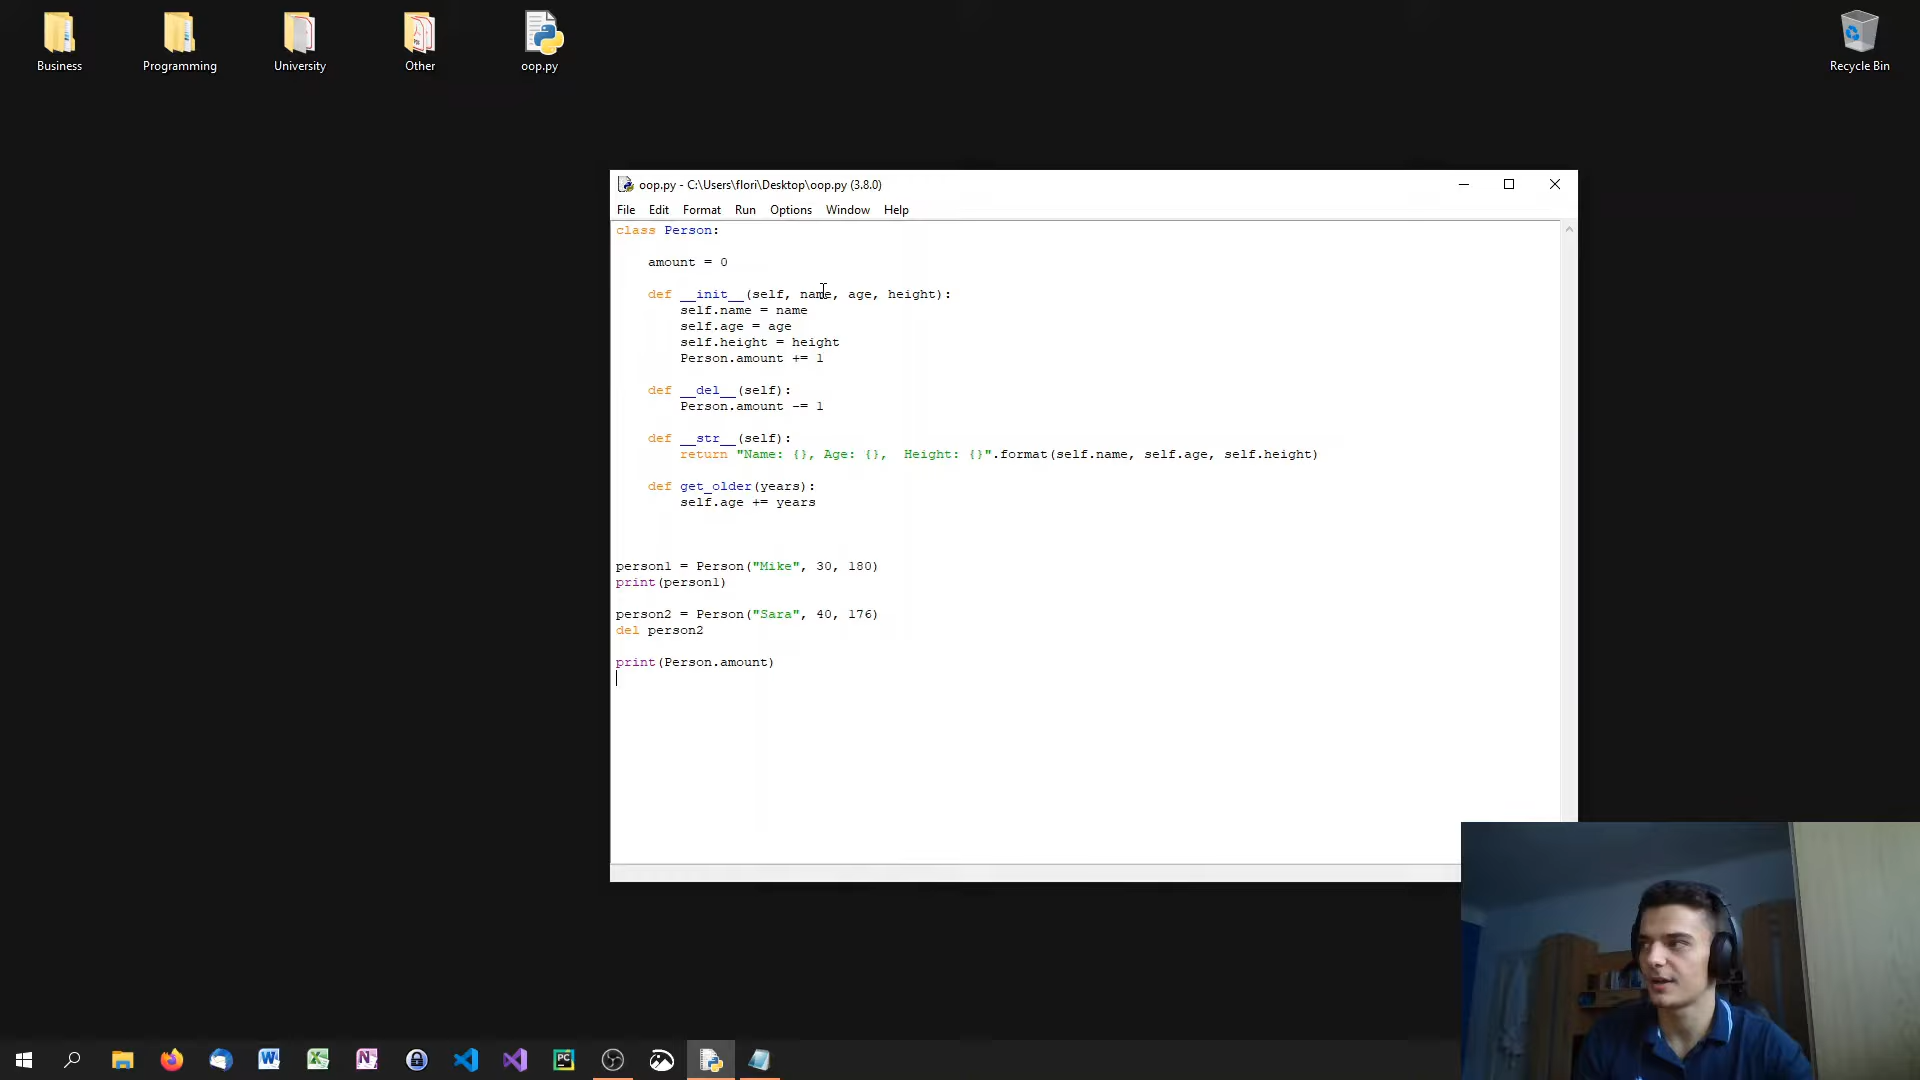 Business
Programming
University
Other
oop.py
Recycle Bin
oop.py - C:\Users\flori\Desktop\oop.py (3.8.0)
File Edit Format Run Options Window Help
class Person:
    amount = 0
    def __init__(self, name, age, height):
        self.name = name
        self.age = age
        self.height = height
        Person.amount += 1
    def __del__(self):
        Person.amount -= 1
    def __str__(self):
        return "Name: {}, Age: {},  Height: {}".format(self.name, self.age, self.height)
    def get_older(years):
        self.age += years
person1 = Person("Mike", 30, 180)
print(person1)
person2 = Person("Sara", 40, 176)
del person2
print(Person.amount)
PC